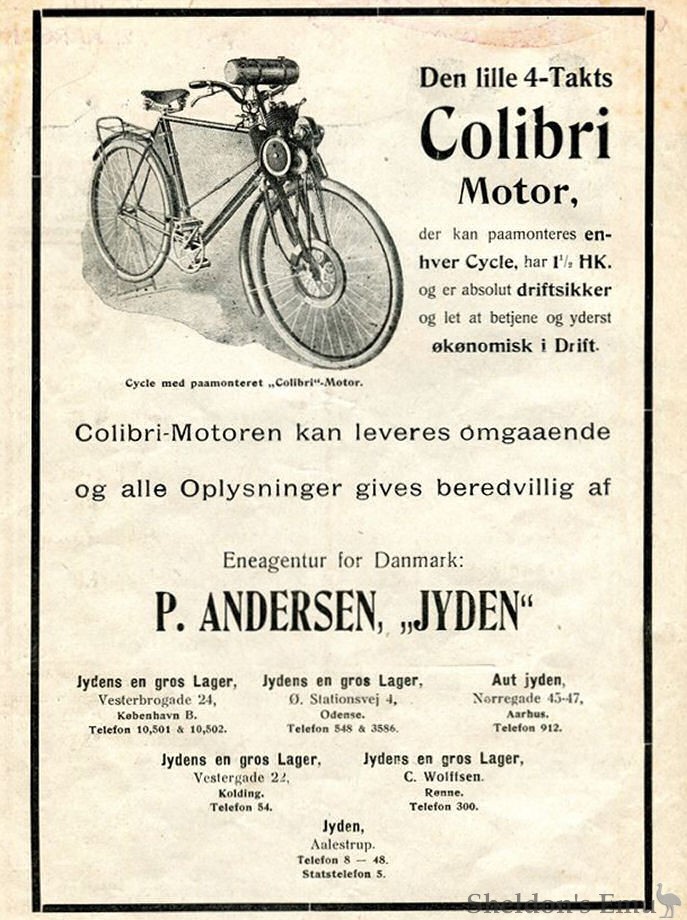 Den lille 4-Takts
Colibri
Motor,
der kan paamonteres en-
hver Cycle, har 1½ HK.
og er absolut driftsikker
og let at betjene og yderst
økønomisk i Drift.
Cycle med paamonteret „Colibri“-Motor.
Colibri-Motoren kan leveres omgaaende
og alle Oplysninger gives beredvillig af
Eneagentur for Danmark:
P. ANDERSEN, „JYDEN“
Jydens en gros Lager,
Vesterbrogade 24,
København B.
Telefon 10,501 & 10,502.
Jydens en gros Lager,
Ø. Stationsvej 4,
Odense.
Telefon 548 & 3586.
Aut jyden,
Nørregade 45-47,
Aarhus.
Telefon 912.
Jydens en gros Lager,
Vestergade 22,
Kolding.
Telefon 54.
Jydens en gros Lager,
C. Wolffsen.
Rønne.
Telefon 300.
Jyden,
Aalestrup.
Telefon 8 — 48.
Statstelefon 5.
Sheldon's Emu